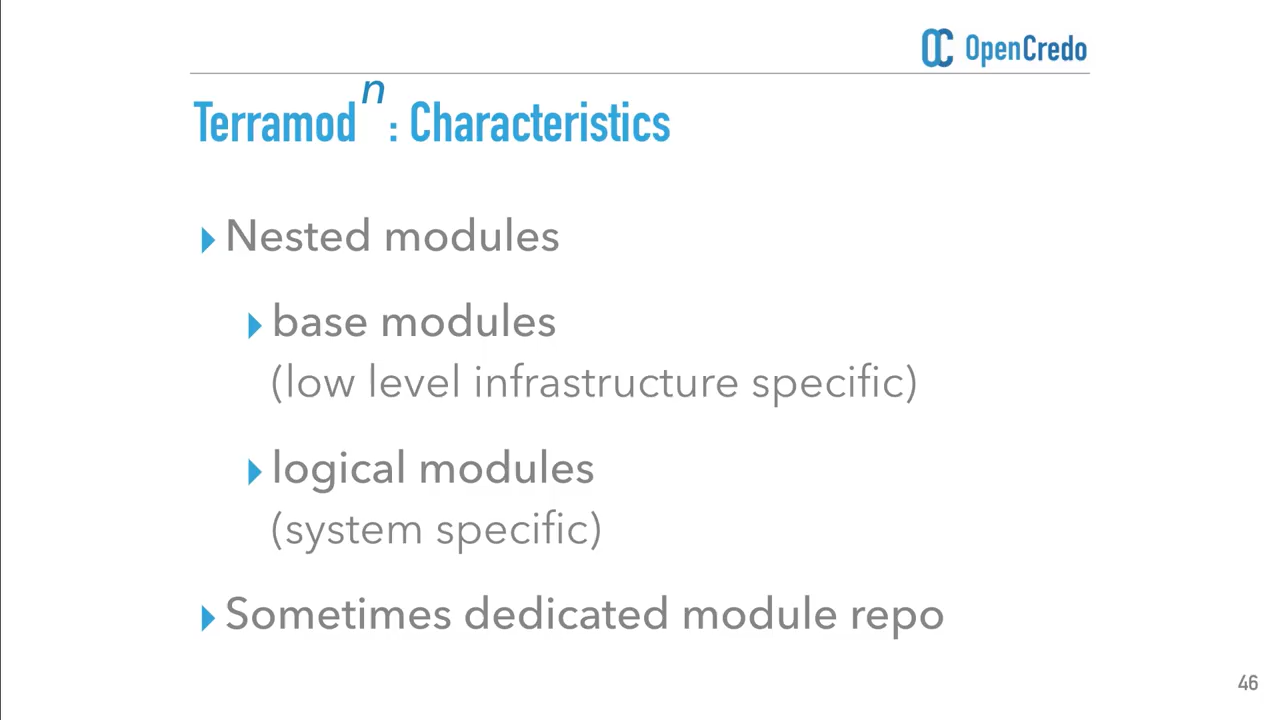 OpenCredo
Terramod n : Characteristics
Nested modules
base modules
(low level infrastructure specific)
logical modules
(system specific)
Sometimes dedicated module repo
46